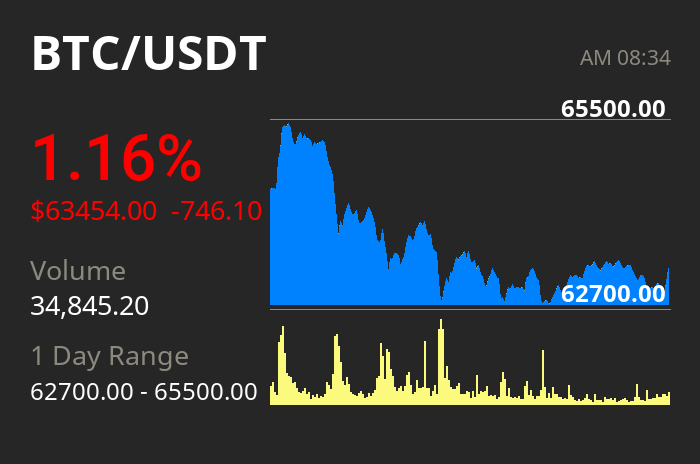 BTC/USDT
AM 08:34
65500.00
1.16%
$63454.00 -746.10
Volume
34,845.20
62700.00
1 Day Range
62700.00 - 65500.00